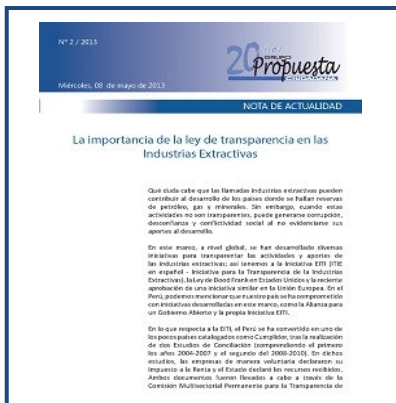 Nº 2 / 2013
20 años
GRUPO
Propuesta
CIUDADANA
Miércoles, 08 de mayo de 2013
NOTA DE ACTUALIDAD
La importancia de la ley de transparencia en las
Industrias Extractivas
Qué duda cabe que las llamadas industrias extractivas pueden
contribuir al desarrollo de los países donde se hallan reservas
de petróleo, gas y minerales. Sin embargo, cuando estas
actividades no son transparentes, puede generarse corrupción,
desconfianza y conflictividad social al no evidenciarse sus
aportes al desarrollo.
En este marco, a nivel global, se han desarrollado diversas
iniciativas para transparentar las actividades y aportes de
las industrias extractivas; así tenemos a la Iniciativa EITI (ITIE
en español - Iniciativa para la Transparencia de la Industrias
Extractivas), la Ley de Dood Frank en Estados Unidos y la reciente
aprobación de una iniciativa similar en la Unión Europea. En el
Perú, podemos mencionar que nuestro país se ha comprometido
con iniciativas desarrolladas en este marco, como la Alianza para
un Gobierno Abierto y la propia Iniciativa EITI.
En lo que respecta a la EITI, el Perú se ha convertido en uno de
los pocos países catalogados como Cumplidor, tras la realización
de dos Estudios de Conciliación (comprendiendo el primero
los años 2004-2007 y el segundo del 2008-2010). En dichos
estudios, las empresas de manera voluntaria declararon su
Impuesto a la Renta y el Estado declaró los recursos recibidos.
Ambos documentos fueron llevados a cabo a través de la
Comisión Multisectorial Permanente para la Transparencia de